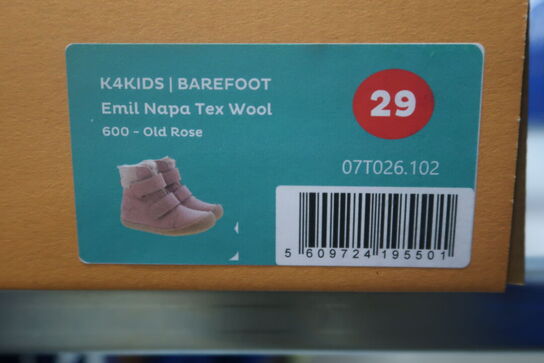 K4KIDS | BAREFOOT
Emil Napa Tex Wool
600 - Old Rose
29
07T026.102
5 609724 195501